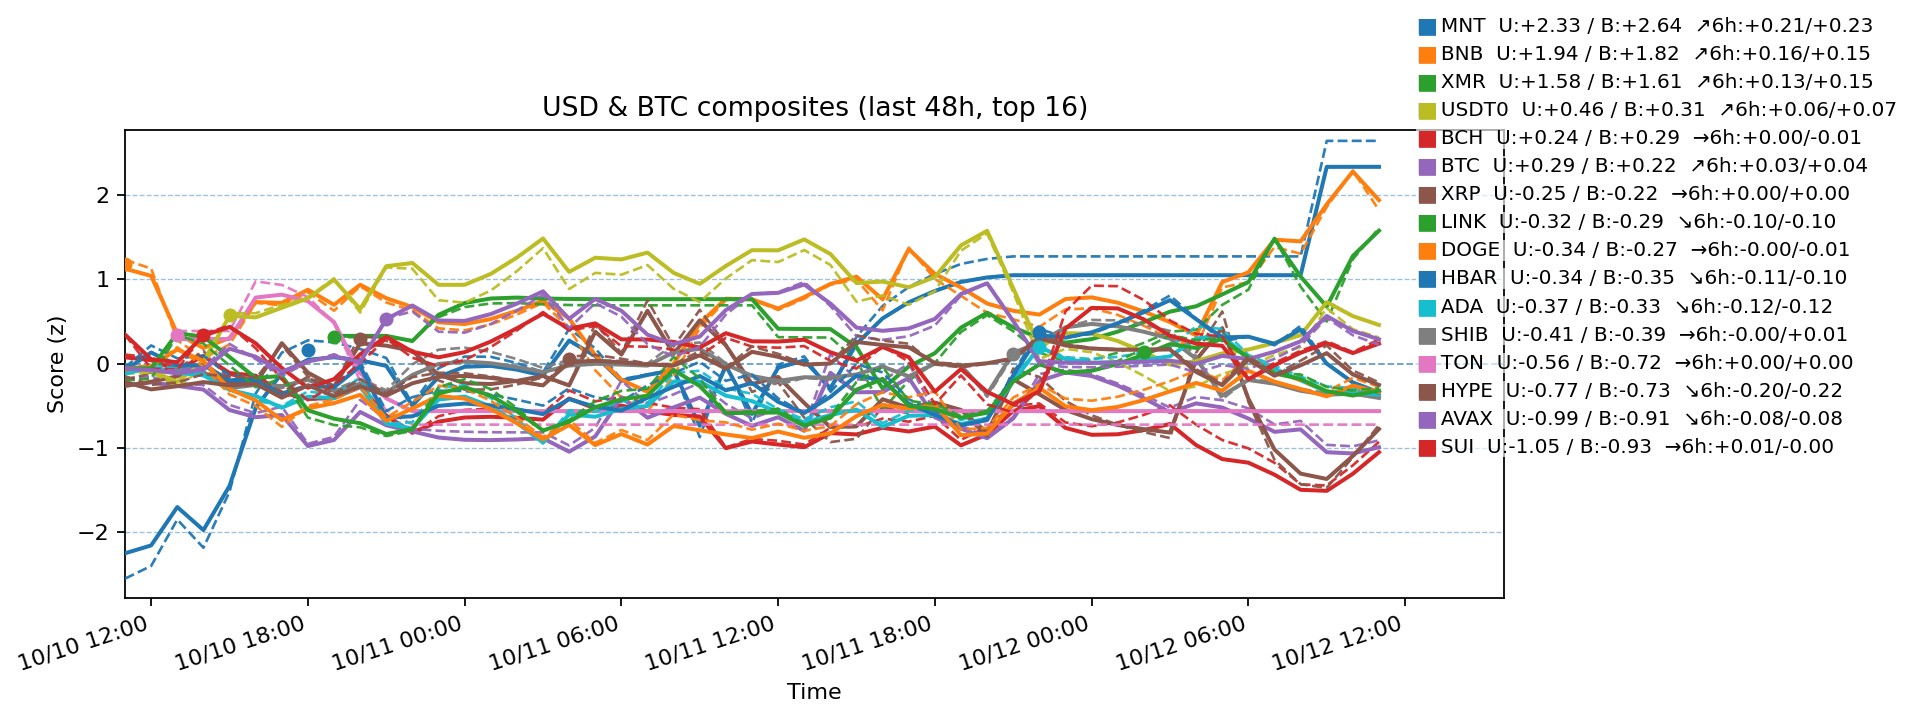 MNT  U:+2.33 / B:+2.64  ↗6h:+0.21/+0.23
BNB  U:+1.94 / B:+1.82  ↗6h:+0.16/+0.15
XMR  U:+1.58 / B:+1.61  ↗6h:+0.13/+0.15
USDT0  U:+0.46 / B:+0.31  ↗6h:+0.06/+0.07
BCH  U:+0.24 / B:+0.29  →6h:+0.00/-0.01
BTC  U:+0.29 / B:+0.22  ↗6h:+0.03/+0.04
XRP  U:-0.25 / B:-0.22  →6h:+0.00/+0.00
LINK  U:-0.32 / B:-0.29  ↘6h:-0.10/-0.10
DOGE  U:-0.34 / B:-0.27  →6h:-0.00/-0.01
HBAR  U:-0.34 / B:-0.35  ↘6h:-0.11/-0.10
ADA  U:-0.37 / B:-0.33  ↘6h:-0.12/-0.12
SHIB  U:-0.41 / B:-0.39  →6h:-0.00/+0.01
TON  U:-0.56 / B:-0.72  →6h:+0.00/+0.00
HYPE  U:-0.77 / B:-0.73  ↘6h:-0.20/-0.22
AVAX  U:-0.99 / B:-0.91  ↘6h:-0.08/-0.08
SUI  U:-1.05 / B:-0.93  →6h:+0.01/-0.00
USD & BTC composites (last 48h, top 16)
Score (z)
2
1
0
−1
−2
10/10 12:00
10/10 18:00
10/11 00:00
10/11 06:00
10/11 12:00
10/11 18:00
10/12 00:00
10/12 06:00
10/12 12:00
Time